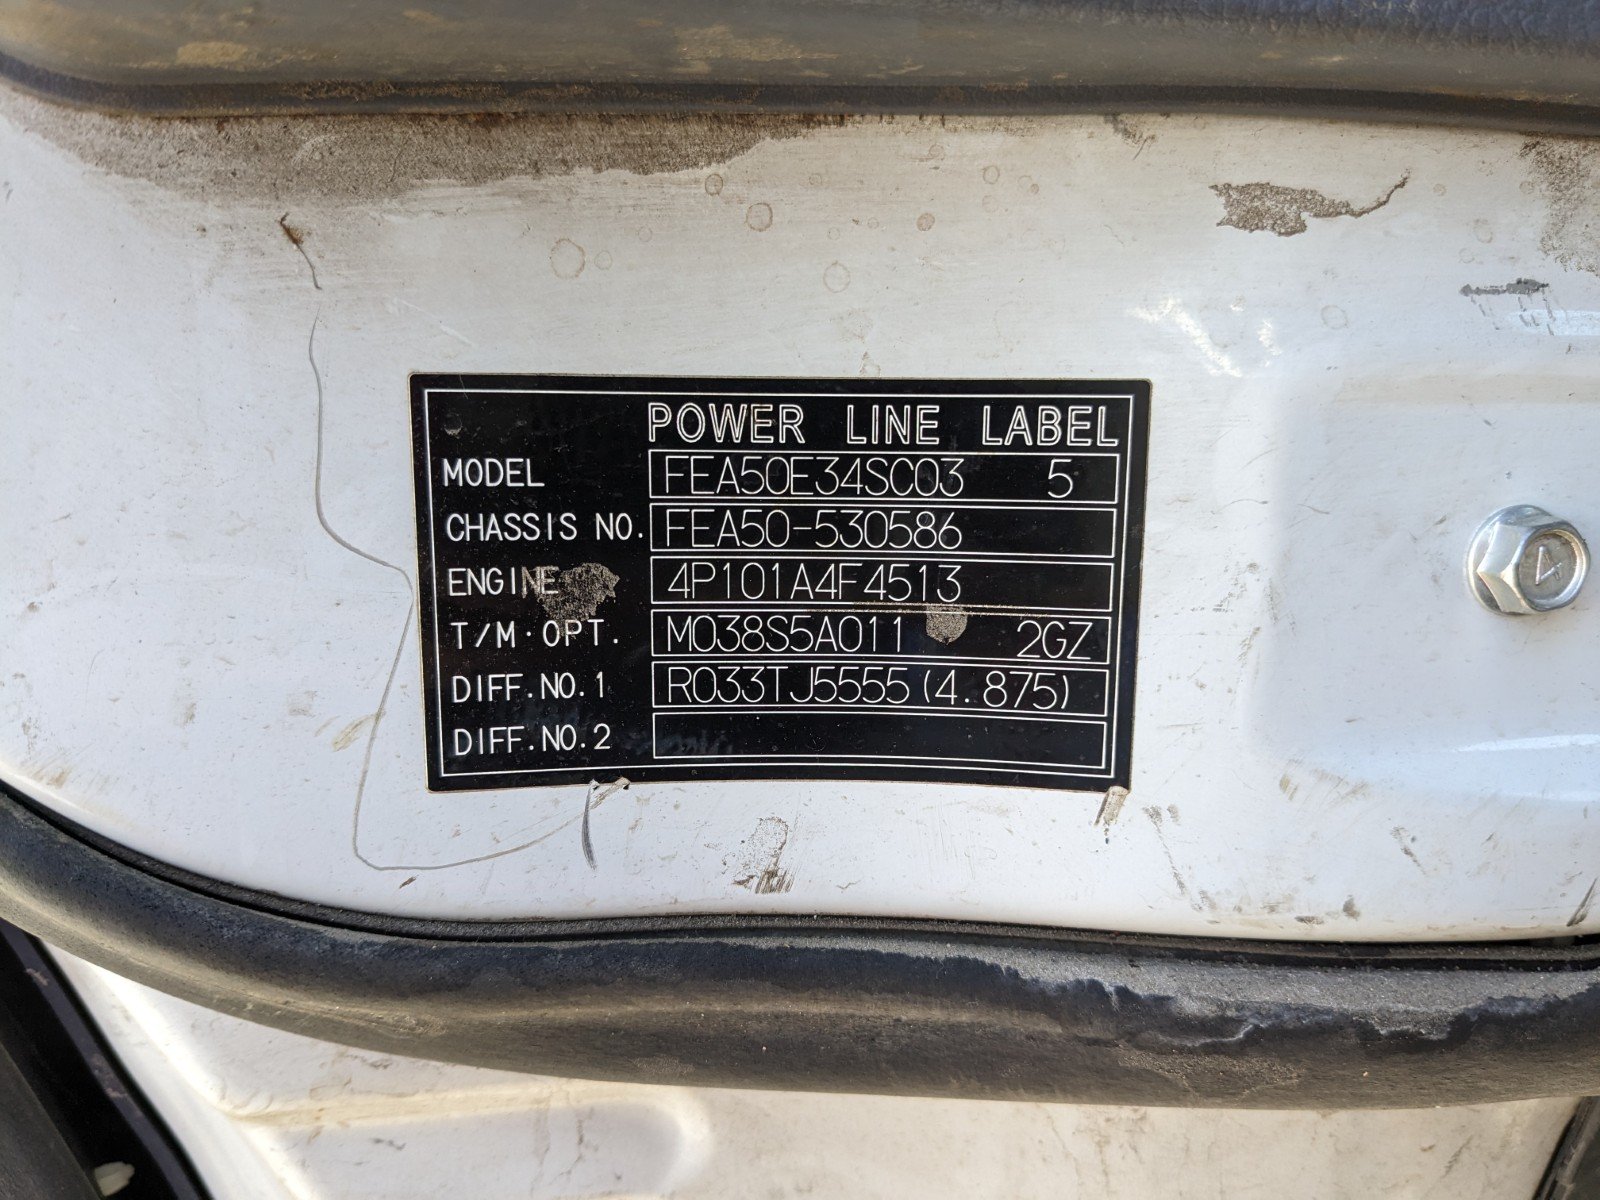 POWER LINE LABEL
MODEL FEA50E34SC03 5
CHASSIS NO. FEA50-530586
ENGINE 4P101A4F4513
T/M·OPT. M038S5A011 2GZ
DIFF.NO.1 R033TJ5555(4.875)
DIFF.NO.2
4